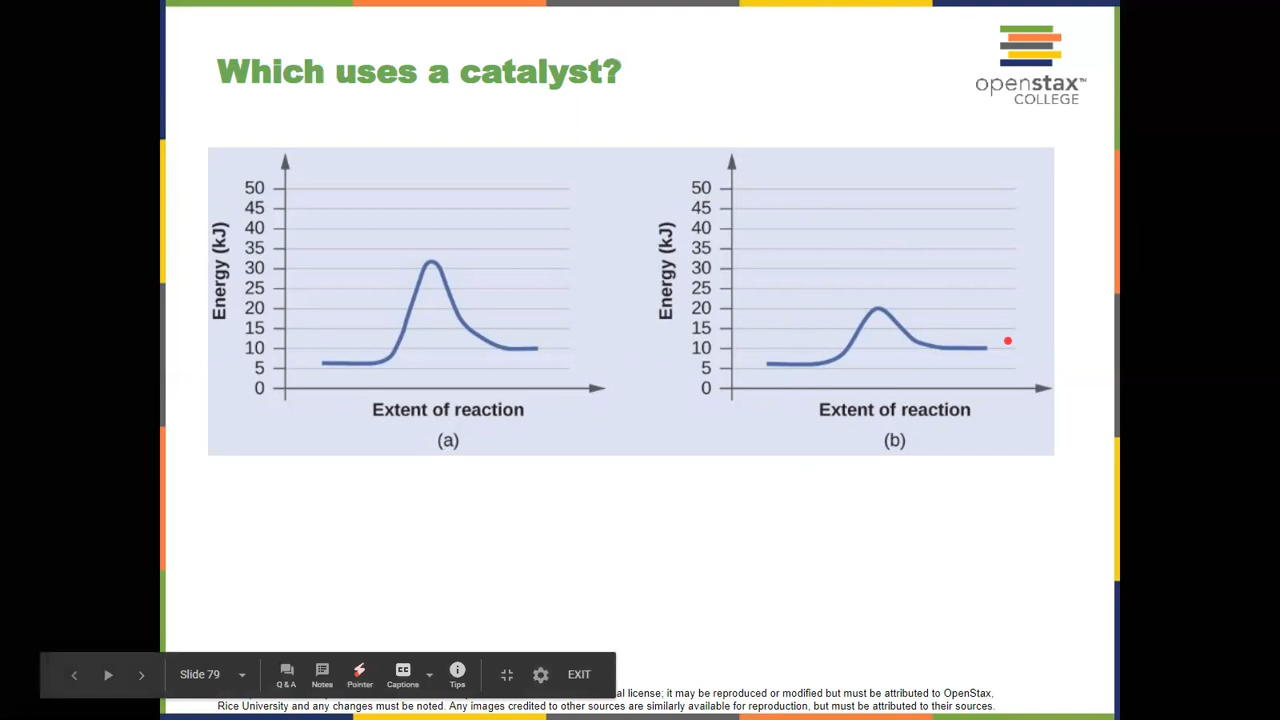 Which uses a catalyst?
openstax™
COLLEGE
50
45
40
35
30
25
20
15
10
5
0
Energy (kJ)
Extent of reaction
(a)
50
45
40
35
30
25
20
15
10
5
0
Energy (kJ)
Extent of reaction
(b)
Slide 79
Q & A
Notes
Pointer
CC
Captions
Tips
EXIT
al license; it may be reproduced or modified but must be attributed to OpenStax,
Rice University and any changes must be noted. Any images credited to other sources are similarly available for reproduction, but must be attributed to their sources.